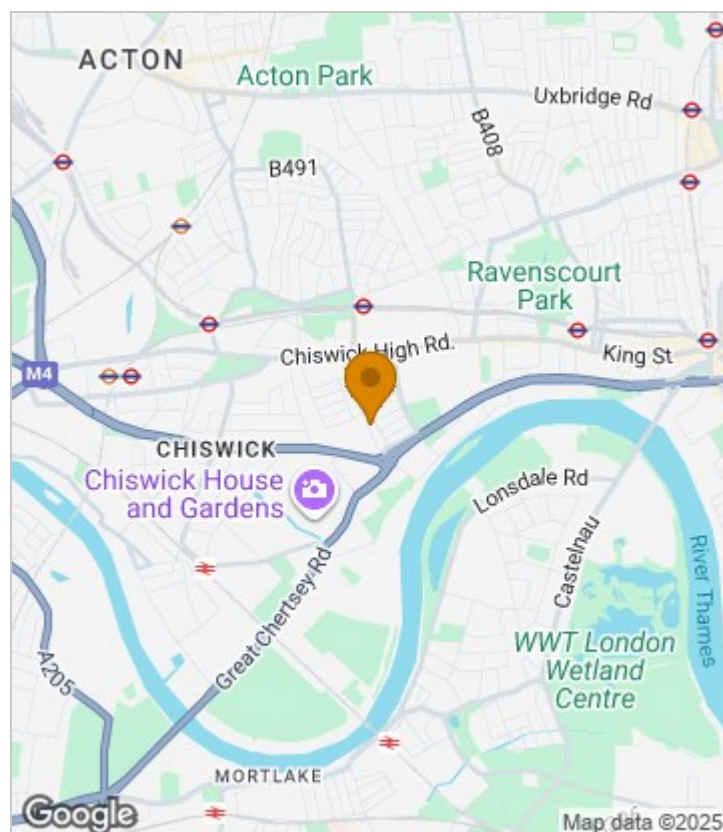 ACTON
Acton Park
Uxbridge Rd
B408
B491
Ravenscourt
Park
Chiswick High Rd.
King St
M4
CHISWICK
Chiswick House
and Gardens
Lonsdale Rd
Castelnau
River Thames
Great Chertsey Rd
WWT London
Wetland
Centre
A205
MORTLAKE
Google
Map data ©2025